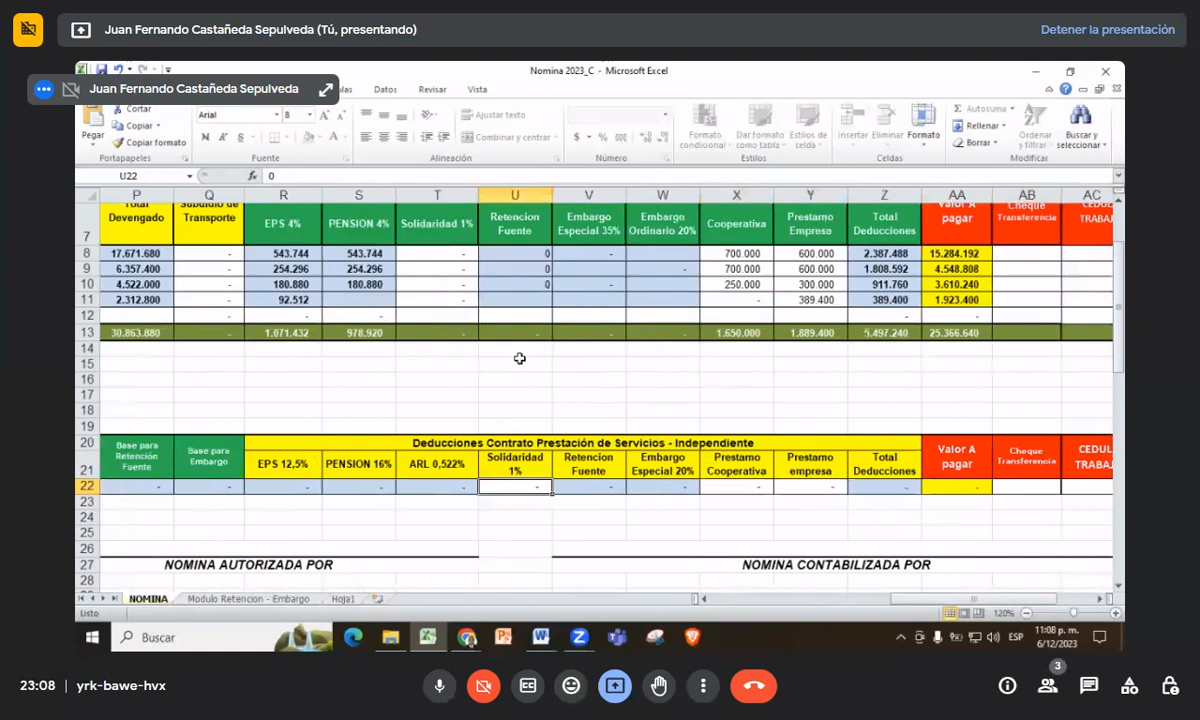 Juan Fernando Castañeda Sepulveda (Tú, presentando)
Detener la presentación
Nomina 2023_C - Microsoft Excel
Juan Fernando Castañeda Sepulveda
Datos Revisar Vista
Cortar
Copiar
Copiar formato
Pegar
Portapapeles
Arial 8
N K S
Fuente
Ajustar texto
Combinar y centrar
Alineación
$ % 000
Número
Formato condicional
Dar formato como tabla
Estilos de celda
Estilos
Insertar Eliminar Formato
Celdas
Autosuma
Rellenar
Borrar
Ordenar y filtrar
Buscar y seleccionar
Modificar
U22 fx 0
P Q R S T U V W X Y Z AA AB AC
7 Total Devengado Subsidio de Transporte EPS 4% PENSION 4% Solidaridad 1% Retencion Fuente Embargo Especial 35% Embargo Ordinario 20% Cooperativa Prestamo Empresa Total Deducciones Valor A pagar Cheque Transferencia CEDUL TRABAJ
8 17.671.680 - 543.744 543.744 - 0 - 700.000 600.000 2.387.488 15.284.192
9 6.357.400 - 254.296 254.296 - 0 - 700.000 600.000 1.808.592 4.548.808
10 4.522.000 - 180.880 180.880 - 0 - 250.000 300.000 911.760 3.610.240
11 2.312.800 - 92.512 - - 389.400 389.400 1.923.400
12 - - - - - - - -
13 30.863.880 - 1.071.432 978.920 - - - - 1.650.000 1.889.400 5.497.240 25.366.640
14
15
16
17
18
19
20 Deducciones Contrato Prestación de Servicios - Independiente
21 Base para Retención Fuente Base para Embargo EPS 12,5% PENSION 16% ARL 0,522% Solidaridad 1% Retencion Fuente Embargo Especial 20% Prestamo Cooperativa Prestamo empresa Total Deducciones Valor A pagar Cheque Transferencia CEDUL TRABAJ
22 - - - - - - - - - - - -
23
24
25
26
27 NOMINA AUTORIZADA POR NOMINA CONTABILIZADA POR
28
NOMINA Modulo Retencion - Embargo Hoja1
Listo
120%
Buscar
ESP
11:08 p. m.
6/12/2023
23:08 | yrk-bawe-hvx
3